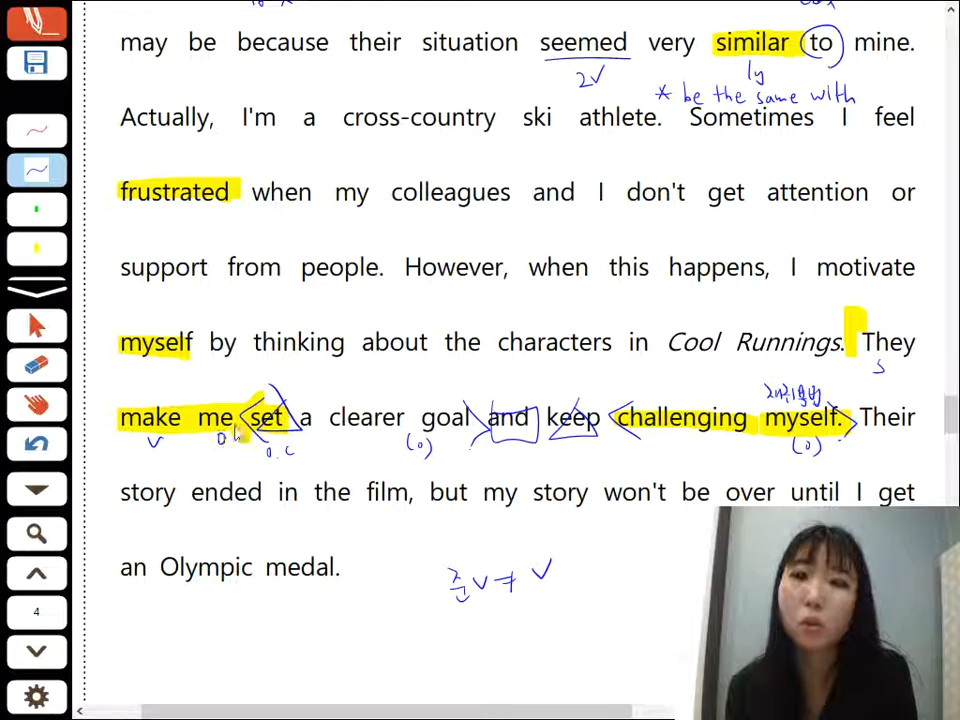 may be because their situation seemed very similar to mine.
2V
ly
* be the same with
Actually, I'm a cross-country ski athlete. Sometimes I feel
frustrated when my colleagues and I don't get attention or
support from people. However, when this happens, I motivate
myself by thinking about the characters in Cool Runnings. They
S
make me set a clearer goal and keep challenging myself. Their
V
O
O.C
(O)
(O)
story ended in the film, but my story won't be over until I get
an Olympic medal.
준V ≠ V
4